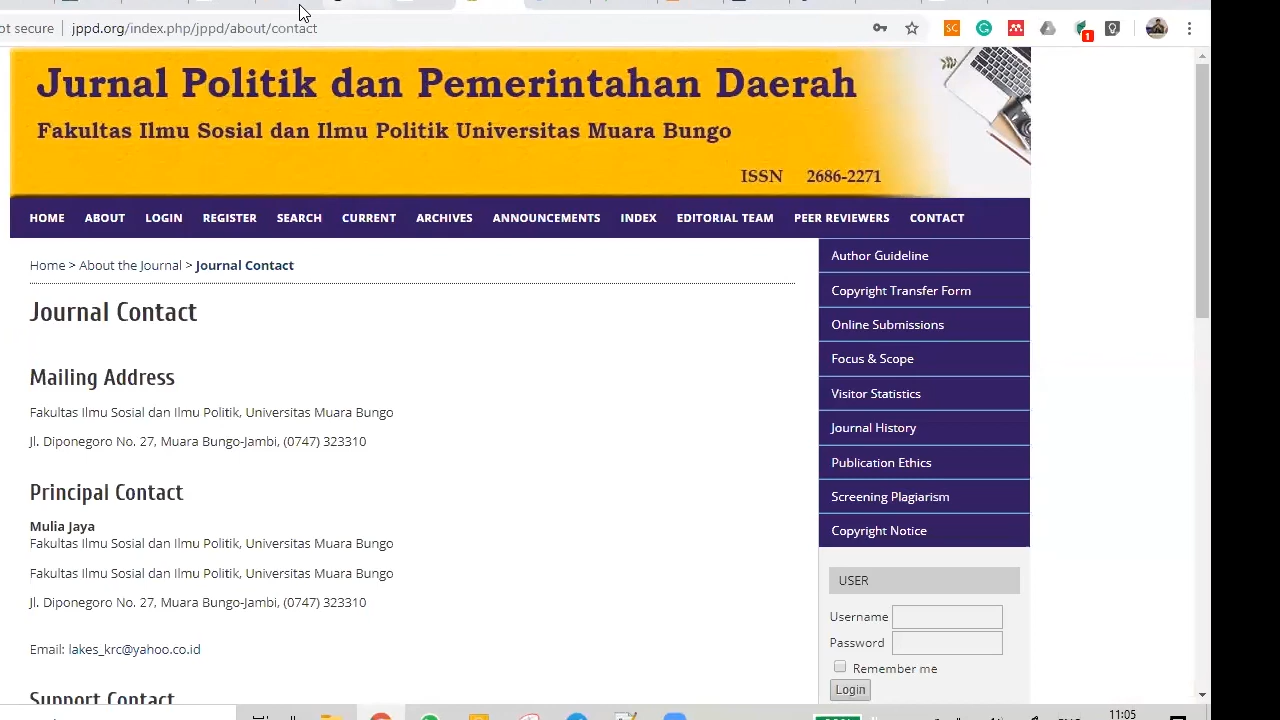 ot secure
jppd.org/index.php/jppd/about/contact
SC
1
Jurnal Politik dan Pemerintahan Daerah
Fakultas Ilmu Sosial dan Ilmu Politik Universitas Muara Bungo
ISSN 2686-2271
HOME ABOUT LOGIN REGISTER SEARCH CURRENT ARCHIVES ANNOUNCEMENTS INDEX EDITORIAL TEAM PEER REVIEWERS CONTACT
Home > About the Journal > Journal Contact
Journal Contact
Mailing Address
Fakultas Ilmu Sosial dan Ilmu Politik, Universitas Muara Bungo
Jl. Diponegoro No. 27, Muara Bungo-Jambi, (0747) 323310
Principal Contact
Mulia Jaya
Fakultas Ilmu Sosial dan Ilmu Politik, Universitas Muara Bungo
Fakultas Ilmu Sosial dan Ilmu Politik, Universitas Muara Bungo
Jl. Diponegoro No. 27, Muara Bungo-Jambi, (0747) 323310
Email: lakes_krc@yahoo.co.id
Support Contact
Author Guideline
Copyright Transfer Form
Online Submissions
Focus & Scope
Visitor Statistics
Journal History
Publication Ethics
Screening Plagiarism
Copyright Notice
USER
Username
Password
Remember me
Login
11:05